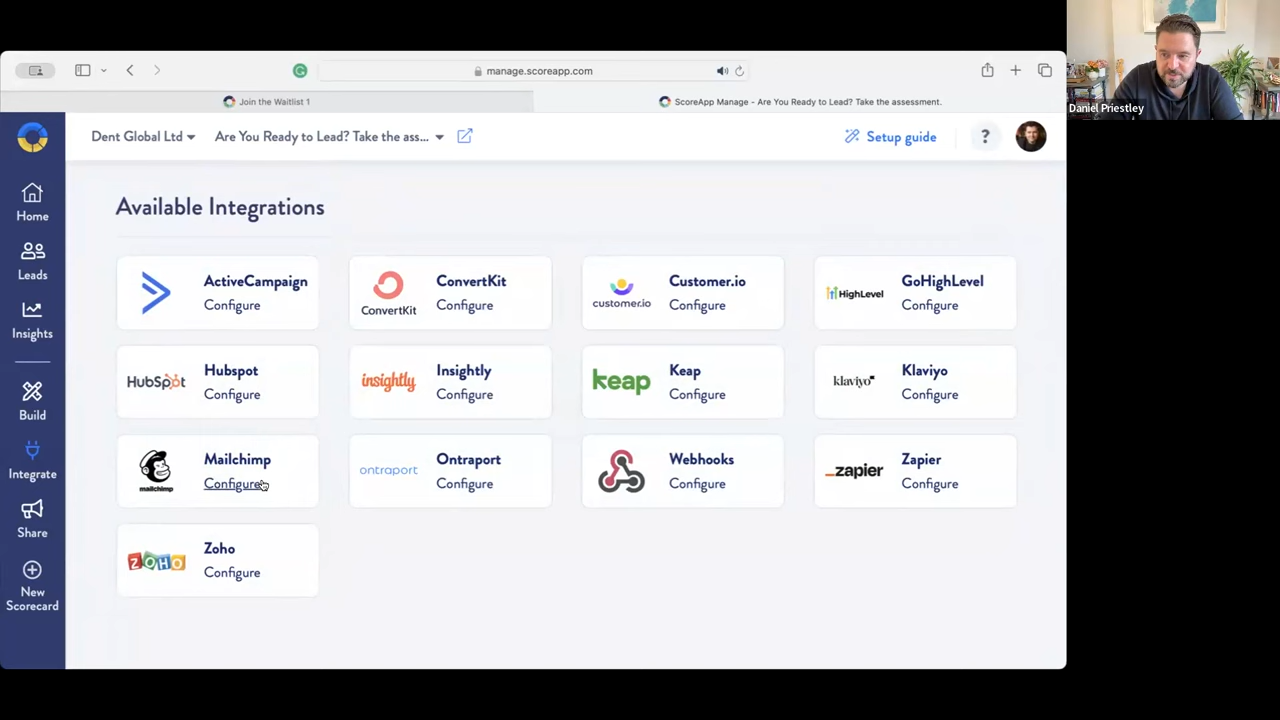 Daniel Priestley
manage.scoreapp.com
Join the Waitlist 1
ScoreApp Manage - Are You Ready to Lead? Take the assessment.
Dent Global Ltd
Are You Ready to Lead? Take the ass...
Setup guide
?
Home
Leads
Insights
Build
Integrate
Share
New
Scorecard
Available Integrations
ActiveCampaign
Configure
ConvertKit
ConvertKit
Configure
customer.io
Customer.io
Configure
HighLevel
GoHighLevel
Configure
HubSpot
Hubspot
Configure
insightly
Insightly
Configure
keep
Keap
Configure
klaviyo
Klaviyo
Configure
mailchimp
Mailchimp
Configure
ontraport
Ontraport
Configure
Webhooks
Configure
zapier
Zapier
Configure
ZOHO
Zoho
Configure